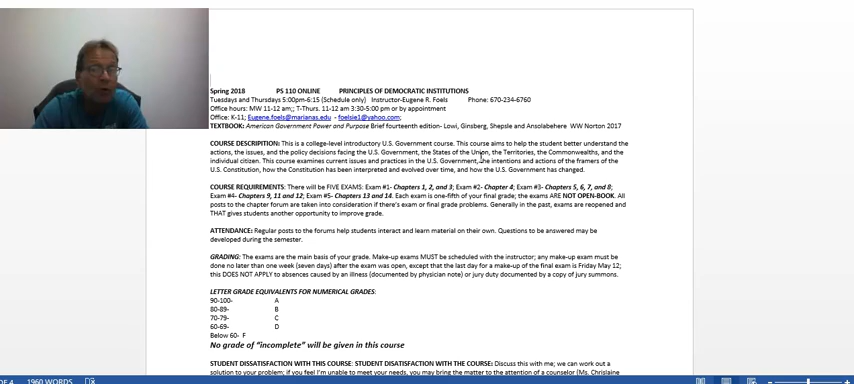 Spring 2018 PS 110 ONLINE PRINCIPLES OF DEMOCRATIC INSTITUTIONS
Tuesdays and Thursdays 5:00pm-6:15 (Schedule only) Instructor-Eugene R. Foels Phone: 670-234-6760
Office hours: MW 11-12 am;; T-Thurs. 11-12 am 3:30-5:00 pm or by appointment
Office: K-11; Eugene.foels@marianas.edu - foelsie1@yahoo.com;
TEXTBOOK: American Government Power and Purpose Brief fourteenth edition- Lowi, Ginsberg, Shepsle and Ansolabehere WW Norton 2017
COURSE DESCRIPITION: This is a college-level introductory U.S. Government course. This course aims to help the student better understand the
actions, the issues, and the policy decisions facing the U.S. Government, the States of the Union, the Territories, the Commonwealths, and the
individual citizen. This course examines current issues and practices in the U.S. Government, the intentions and actions of the framers of the
U.S. Constitution, how the Constitution has been interpreted and evolved over time, and how the U.S. Government has changed.
COURSE REQUIREMENTS: There will be FIVE EXAMS: Exam #1- Chapters 1, 2, and 3; Exam #2- Chapter 4; Exam #3- Chapters 5, 6, 7, and 8;
Exam #4- Chapters 9, 11 and 12; Exam #5- Chapters 13 and 14. Each exam is one-fifth of your final grade; the exams ARE NOT OPEN-BOOK. All
posts to the chapter forum are taken into consideration if there's exam or final grade problems. Generally in the past, exams are reopened and
THAT gives students another opportunity to improve grade.
ATTENDANCE: Regular posts to the forums help students interact and learn material on their own. Questions to be answered may be
developed during the semester.
GRADING: The exams are the main basis of your grade. Make-up exams MUST be scheduled with the instructor; any make-up exam must be
done no later than one week (seven days) after the exam was open, except that the last day for a make-up of the final exam is Friday May 12;
this DOES NOT APPLY to absences caused by an illness (documented by physician note) or jury duty documented by a copy of jury summons.
LETTER GRADE EQUIVALENTS FOR NUMERICAL GRADES:
90-100- A
80-89- B
70-79- C
60-69- D
Below 60- F
No grade of "incomplete" will be given in this course
STUDENT DISSATISFACTION WITH THIS COURSE: STUDENT DISATISFACTION WITH THE COURSE: Discuss this with me; we can work out a
solution to your problem; if you feel I'm unable to meet your needs, you may bring the matter to the attention of a counselor (Ms. Chrislaine
OF 4 1960 WORDS